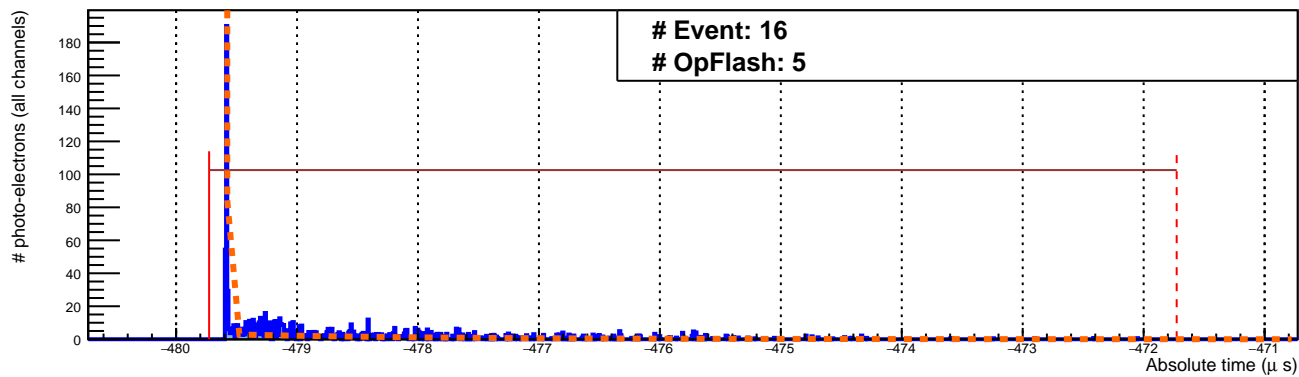 # Event: 16
# OpFlash: 5
# photo-electrons (all channels)
180
160
140
120
100
80
60
40
20
0
−480 −479 −478 −477 −476 −475 −474 −473 −472 −471
Absolute time (μ s)